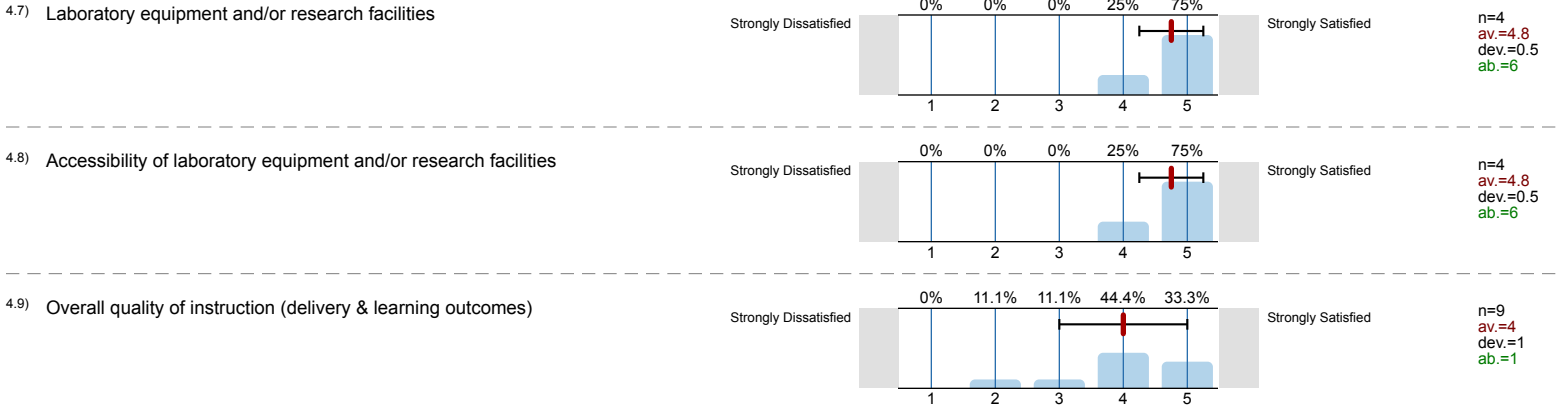 4.7) Laboratory equipment and/or research facilities
0% 0% 0% 25% 75%
Strongly Dissatisfied
Strongly Satisfied
1 2 3 4 5
n=4
av.=4.8
dev.=0.5
ab.=6
4.8) Accessibility of laboratory equipment and/or research facilities
0% 0% 0% 25% 75%
Strongly Dissatisfied
Strongly Satisfied
1 2 3 4 5
n=4
av.=4.8
dev.=0.5
ab.=6
4.9) Overall quality of instruction (delivery & learning outcomes)
0% 11.1% 11.1% 44.4% 33.3%
Strongly Dissatisfied
Strongly Satisfied
1 2 3 4 5
n=9
av.=4
dev.=1
ab.=1